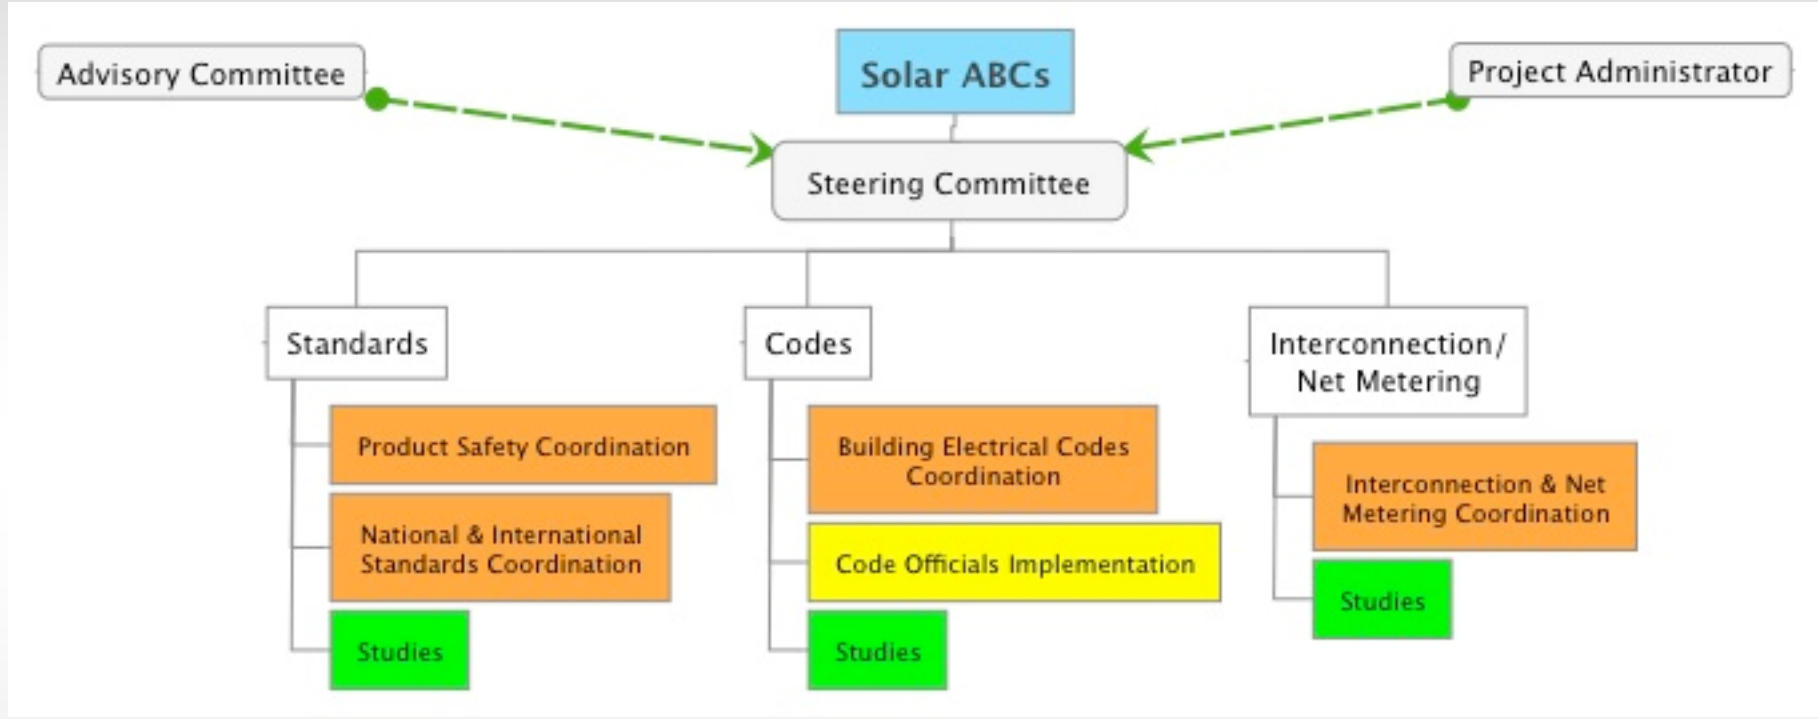 Advisory Committee
Solar ABCs
Project Administrator
Steering Committee
Standards
Product Safety Coordination
National & International
Standards Coordination
Studies
Codes
Building Electrical Codes
Coordination
Code Officials Implementation
Studies
Interconnection/
Net Metering
Interconnection & Net
Metering Coordination
Studies